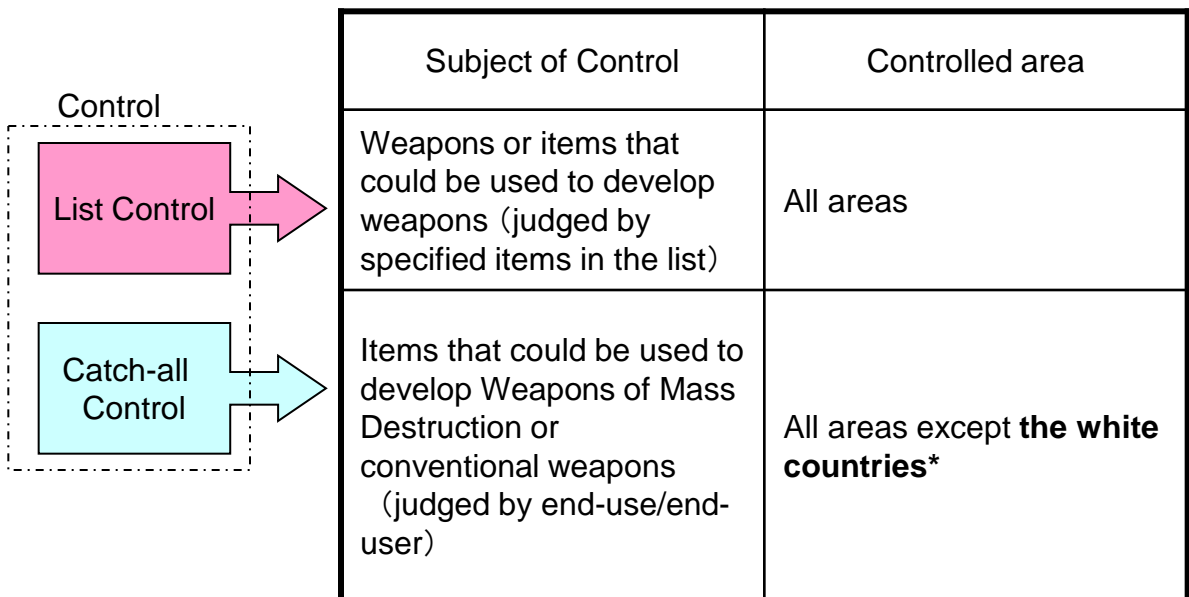 Control
List Control
Catch-all
Control
Subject of Control
Controlled area
Weapons or items that
could be used to develop
weapons（judged by
specified items in the list）
All areas
Items that could be used to
develop Weapons of Mass
Destruction or
conventional weapons
（judged by end-use/end-
user）
All areas except the white
countries*